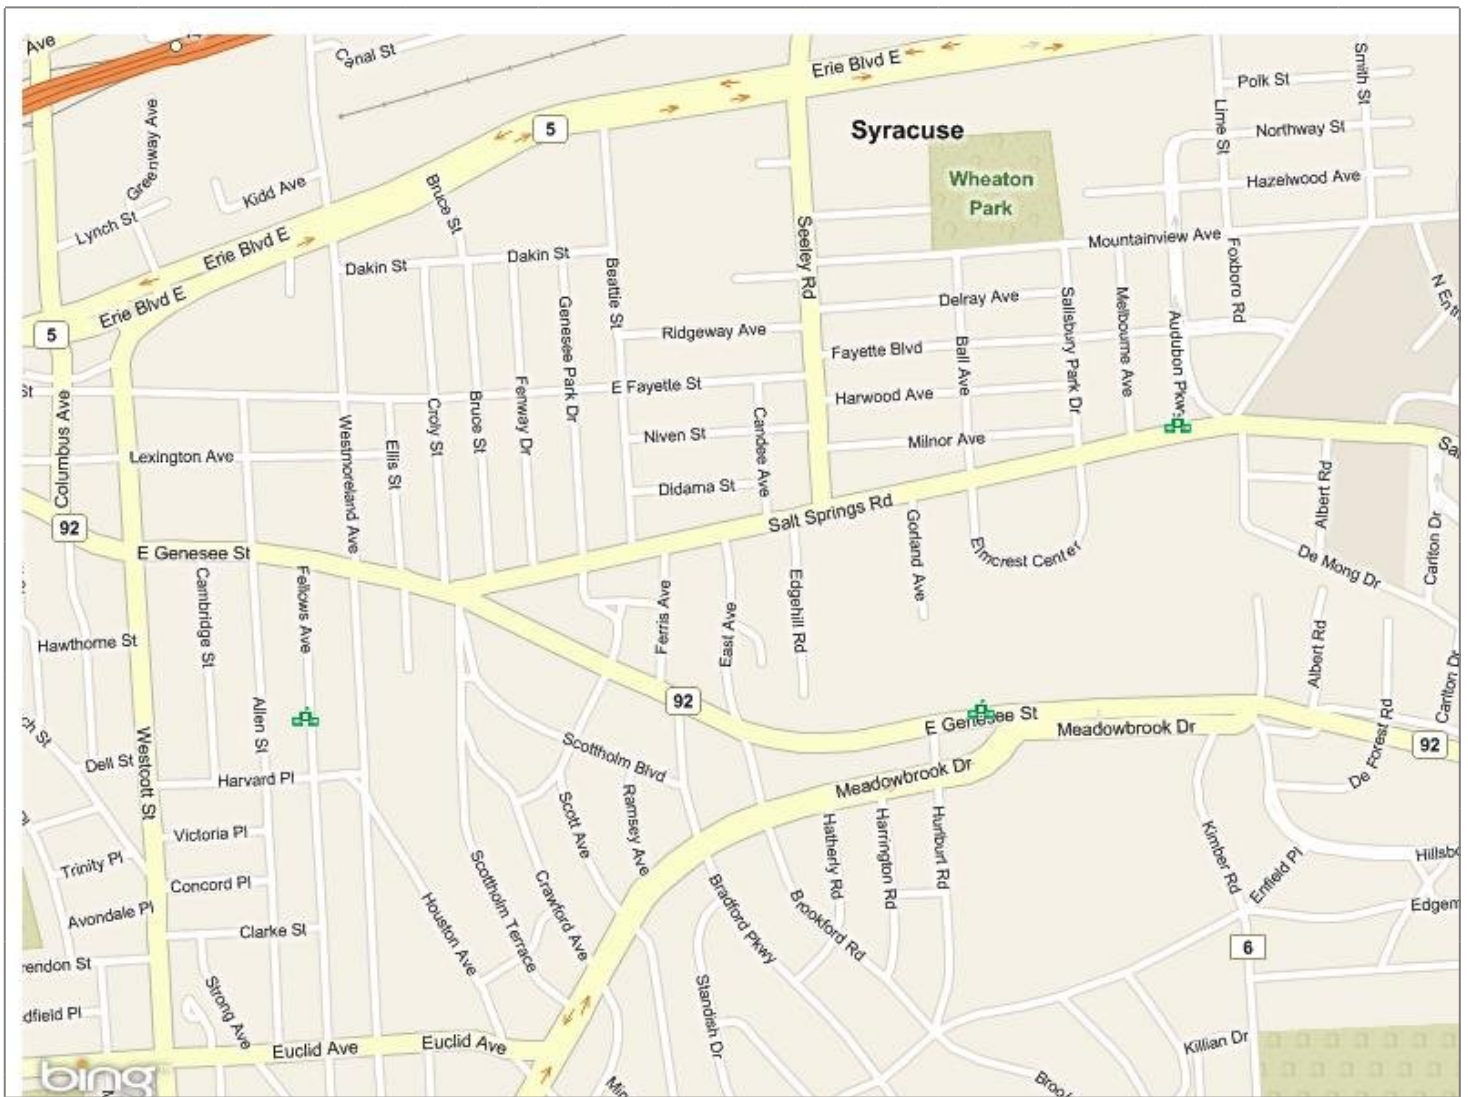 Ave
Canal St
Erie Blvd E
Polk St
Smith St
Lime St
Northway St
Hazelwood Ave
5
Syracuse
Wheaton
Park
Greenway Ave
Kidd Ave
Lynch St
Bruce St
Erie Blvd E
Erie Blvd E
Dakin St
Dakin St
Beattie St
Seeley Rd
Mountainview Ave
Foxboro Rd
5
Genesee Park Dr
Ridgeway Ave
Delray Ave
Fayette Blvd
Ball Ave
Salisbury Park Dr
Melbourne Ave
Audubon Pkwy
St
Columbus Ave
E Fayette St
Harwood Ave
Milnor Ave
Westmoreland Ave
Ellis St
Croly St
Bruce St
Fenway Dr
Niven St
Candee Ave
Lexington Ave
Didama St
Salt Springs Rd
Albert Rd
92
E Genesee St
Gorland Ave
Elmcrest Center
De Mong Dr
Carlton Dr
Cambridge St
Fellows Ave
Ferris Ave
East Ave
Edgehill Rd
Hawthorne St
Albert Rd
Carlton Dr
92
Allen St
E Genesee St
Meadowbrook Dr
De Forest Rd
92
Westcott St
Dell St
Harvard Pl
Scottholm Blvd
Meadowbrook Dr
Victoria Pl
Scott Ave
Ramsey Ave
Hatherly Rd
Harrington Rd
Hurlburt Rd
Kimber Rd
Enfield Pl
Trinity Pl
Concord Pl
Avondale Pl
Clarke St
Houston Ave
Scottholm Terrace
Crawford Ave
Bradford Pkwy
Brookford Rd
6
Strong Ave
Standish Dr
Euclid Ave
Euclid Ave
Killian Dr
bing